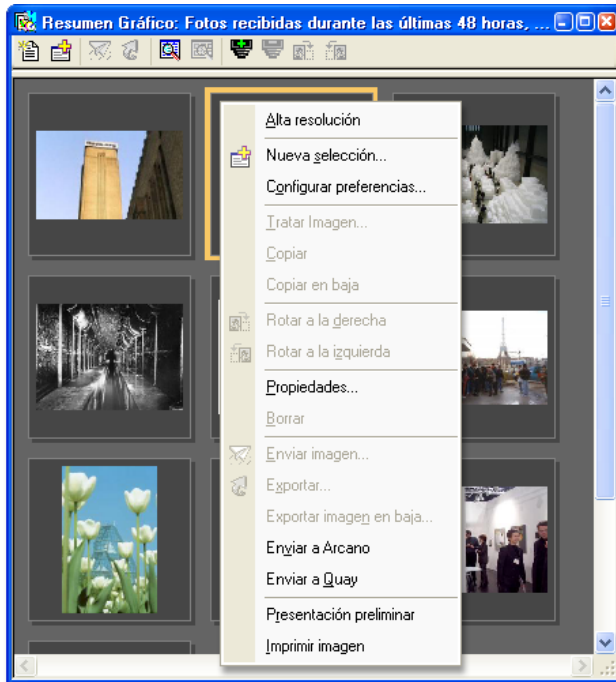 Resumen Gráfico: Fotos recibidas durante las últimas 48 horas, ...
Alta resolución
Nueva selección...
Configurar preferencias...
Tratar Imagen...
Copiar
Copiar en baja
Rotar a la derecha
Rotar a la izquierda
Propiedades...
Borrar
Enviar imagen...
Exportar...
Exportar imagen en baja...
Enviar a Arcano
Enviar a Quay
Presentación preliminar
Imprimir imagen